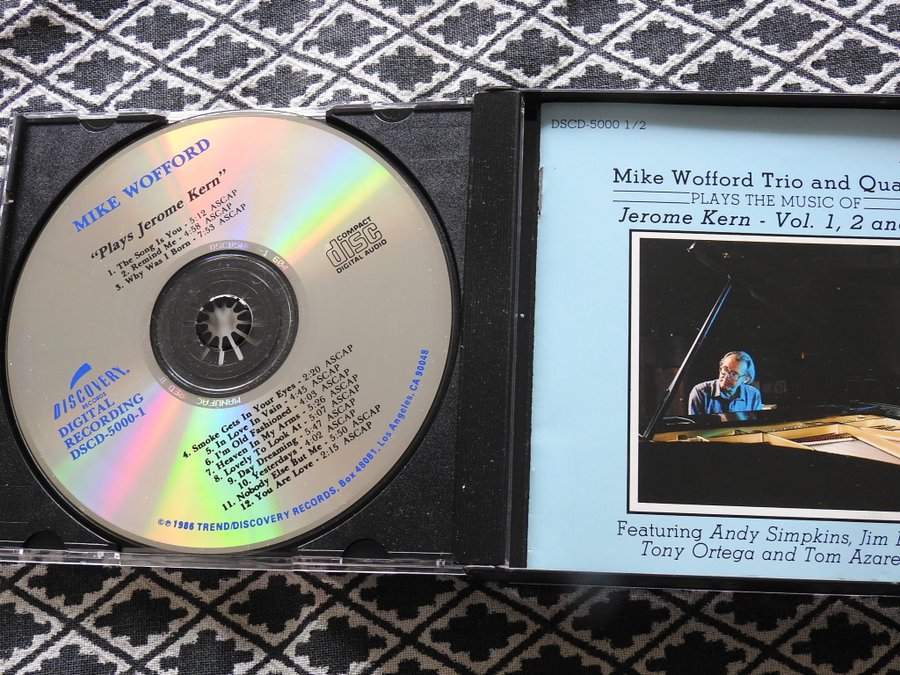 MIKE WOFFORD
"Plays Jerome Kern"
1. The Song Is You - 5:12 ASCAP
2. Remind Me - 4:58 ASCAP
3. Why Was I Born - 7:53 ASCAP
COMPACT
disc
DIGITAL AUDIO
DISCOVERY.
RECORDS
DIGITAL
RECORDING
DSCD-5000-1
MANUFAC
4. Smoke Gets In Your Eyes - 2:20 ASCAP
5. In Love In Vain - 4:45 ASCAP
6. I'm Old Fashioned - 4:03 ASCAP
7. Heaven In My Arms - ASCAP
8. Lovely To Look At - 5:07 ASCAP
9. Day Dreaming - 5:47 ASCAP
10. Yesterdays - 4:02 ASCAP
11. Nobody Else But Me - 5:50 ASCAP
12. You Are Love - 2:15 ASCAP
©℗ 1986 TREND/DISCOVERY RECORDS, Box 48081, Los Angeles, CA 90048
DSCD-5000 1/2
Mike Wofford Trio and Qua
PLAYS THE MUSIC OF
Jerome Kern - Vol. 1, 2 and
Featuring Andy Simpkins, Jim
Tony Ortega and Tom Azare